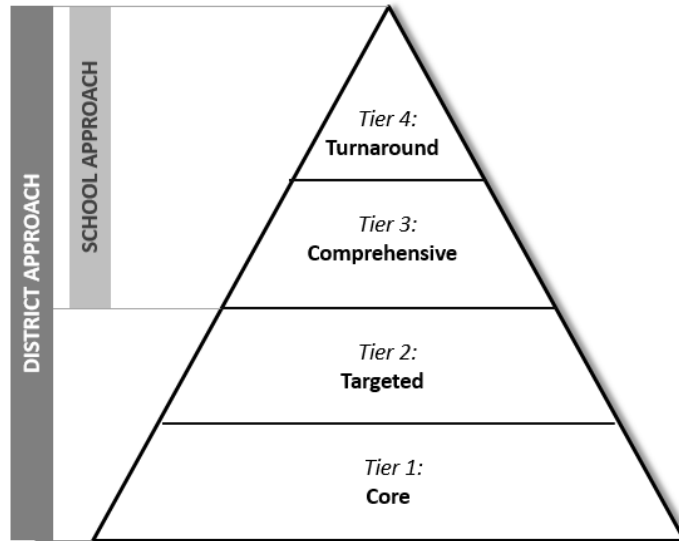 DISTRICT APPROACH
SCHOOL APPROACH
Tier 4:
Turnaround
Tier 3:
Comprehensive
Tier 2:
Targeted
Tier 1:
Core